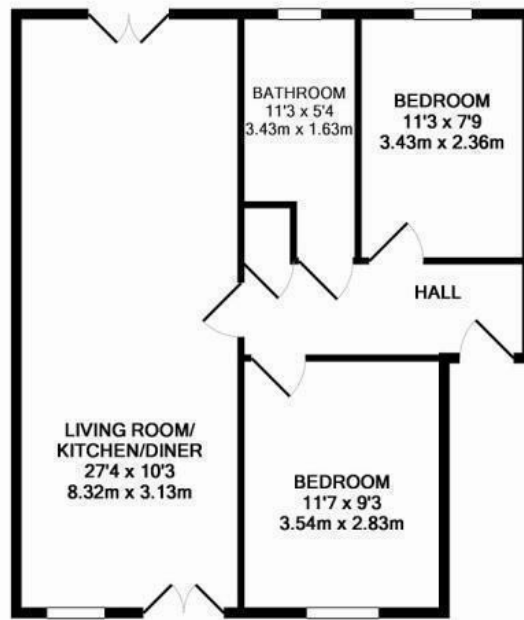 BATHROOM
11'3 x 5'4
3.43m x 1.63m
BEDROOM
11'3 x 7'9
3.43m x 2.36m
HALL
LIVING ROOM/
KITCHEN/DINER
27'4 x 10'3
8.32m x 3.13m
BEDROOM
11'7 x 9'3
3.54m x 2.83m